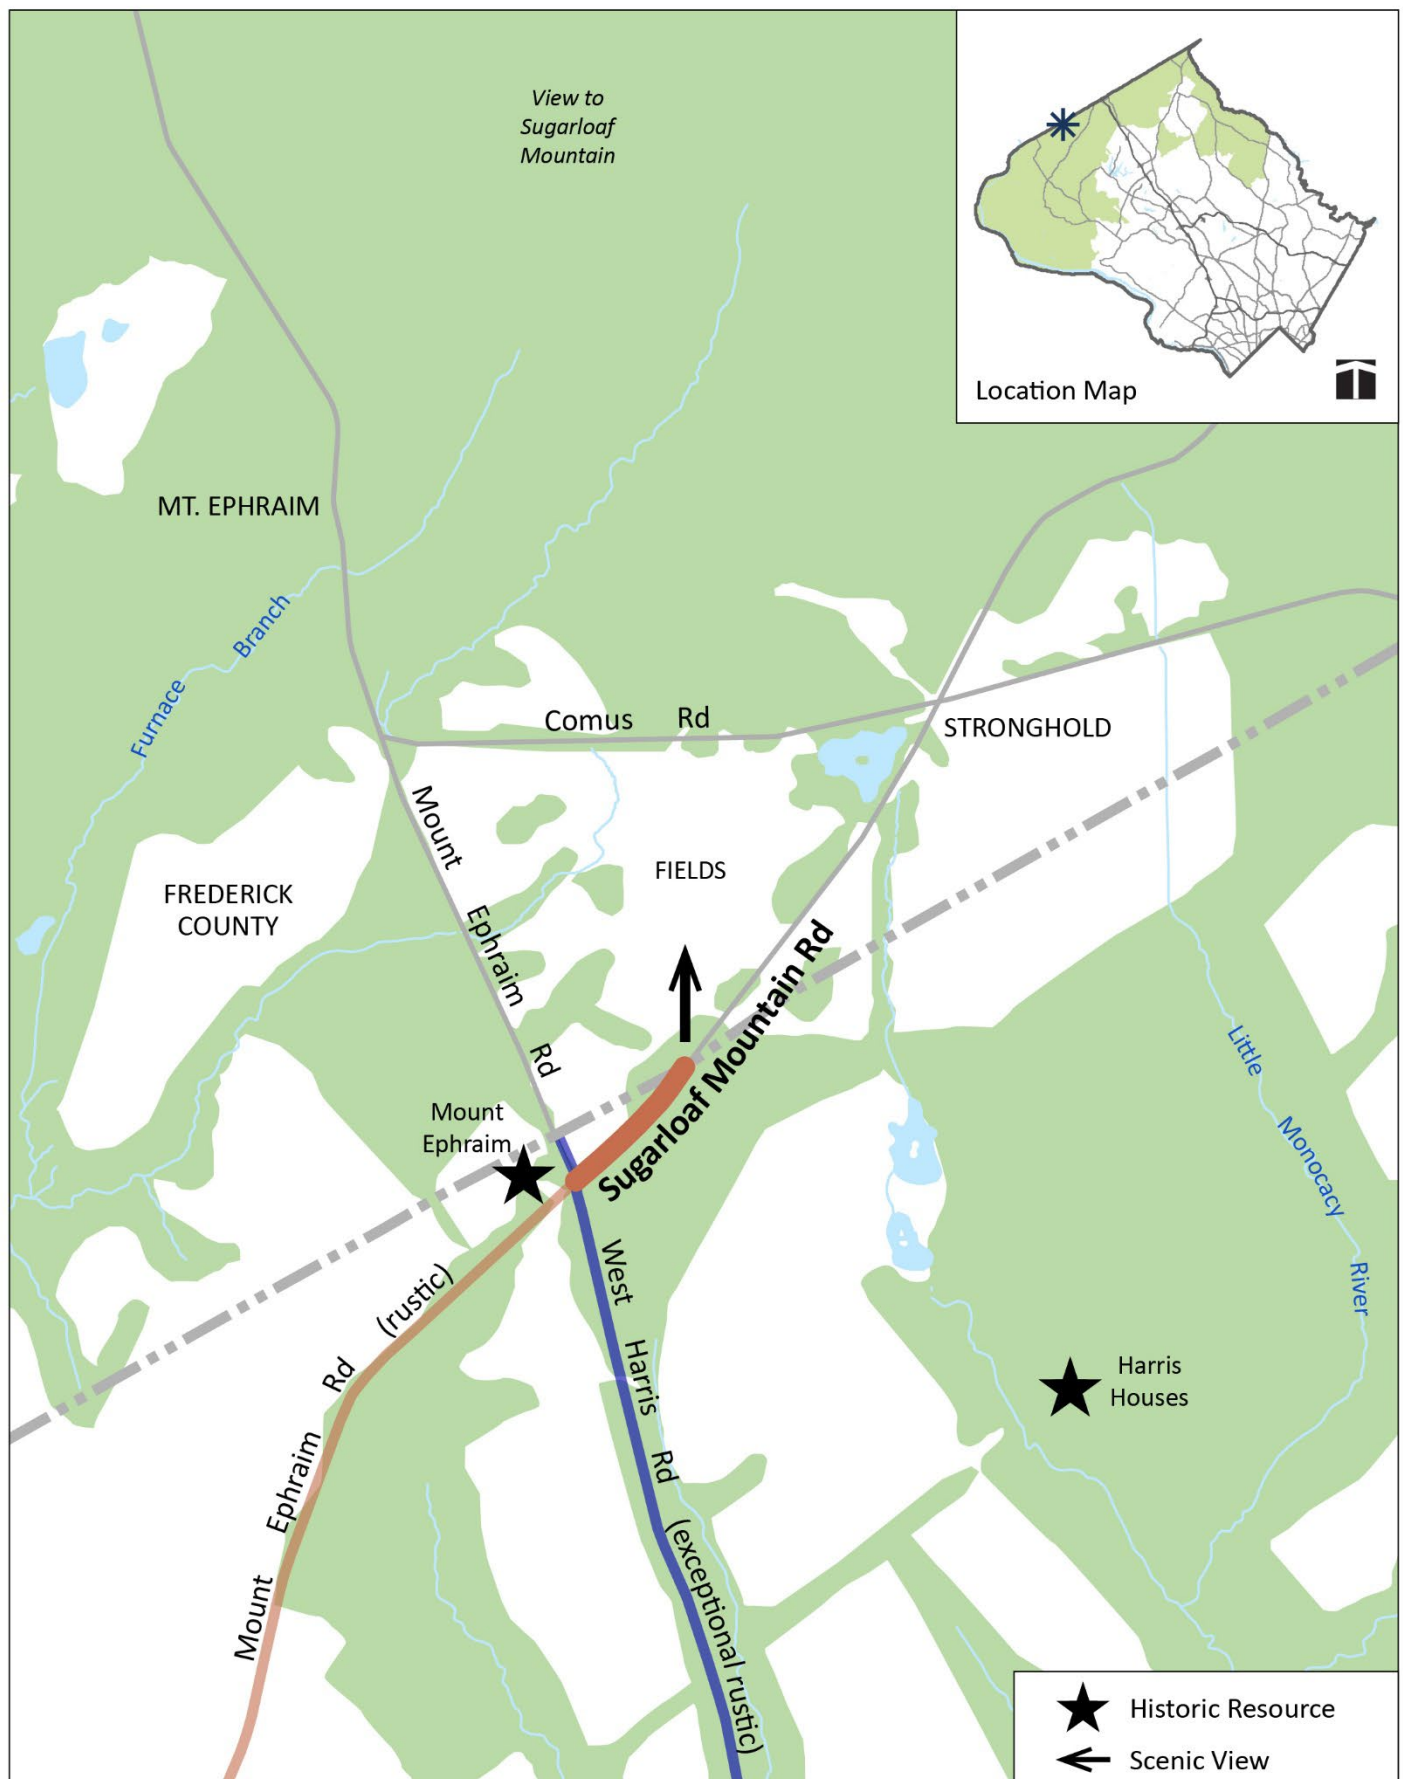 View to
Sugarloaf
Mountain
Location Map
MT. EPHRAIM
Furnace Branch
Comus Rd
STRONGHOLD
Mount Ephraim Rd
FIELDS
FREDERICK
COUNTY
Sugarloaf Mountain Rd
Little Monocacy River
Mount
Ephraim
West Harris Rd (exceptional rustic)
Mount Ephraim Rd (rustic)
Harris
Houses
Historic Resource
Scenic View